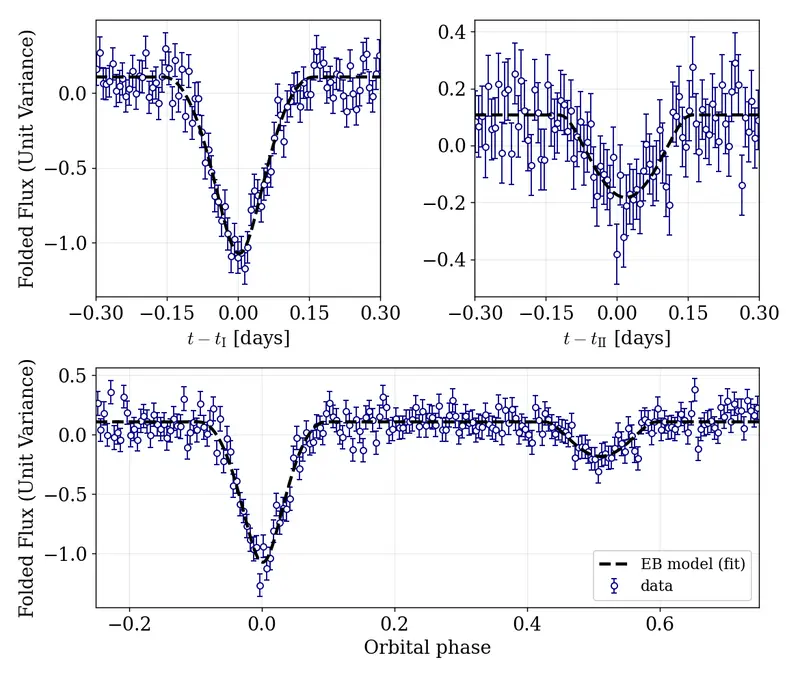 Folded Flux (Unit Variance)
0.0
−0.5
−1.0
−0.30 −0.15 0.00 0.15 0.30
t − tI [days]
0.4
0.2
0.0
−0.2
−0.4
−0.30 −0.15 0.00 0.15 0.30
t − tII [days]
Folded Flux (Unit Variance)
0.5
0.0
−0.5
−1.0
−0.2 0.0 0.2 0.4 0.6
Orbital phase
EB model (fit)
data